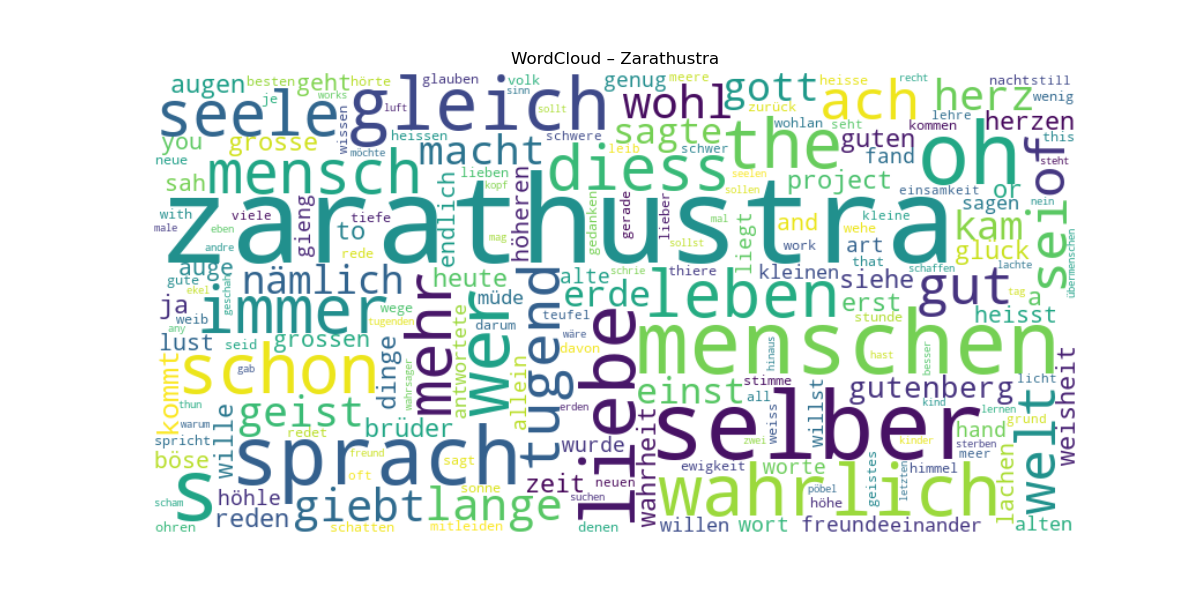 WordCloud – Zarathustra
augen besten geht hörte glauben volk genug meere gott heisse recht nachtstill
je works sinn
seele gleich luft sollt wohl zurück ach herz wenig
wissen heissen schwere sagte wohlan seht lehre kommen herzen
you grosse möchte macht leib schwer the guten oh this
neue mensch lieben diess fand of steht
sah kopf seelen project einsamkeit or nein
with viele gieng tiefe endlich höheren sollen lieber gerade gedanken mal and kleine sagen sei
male eben to zarathustra kam
andre rede mag sollst liegt work wehe art glück übermenschen
auge that lachte
gute geschah nämlich heute alte schrie thiere kleinen siehe schaffen
ekel müde erde leben gut tag a
ja immer wege mehr wer tugend teufel erst heisst
weib tugenden darum stunde
any wäre menschen
lust seid grossen antwortete davon hinaus hast besser
kommt schon gab dinge wahrsager allein liebe einst stimme gutenberg licht weisheit
thun erden all weiss willst kind lernen
warum wille geist brüder selber grund welt
spricht redet wurde wahrheit zwei kinder hand
böse sprach freund sagt ewigkeit worte sterben meer
oft sonne zeit neuen geistes himmel letzten lachen
s höhle giebt lange suchen wahrlich
scham reden pöbel höhe
ohren schatten mitleiden denen willen wort freunde einander alten